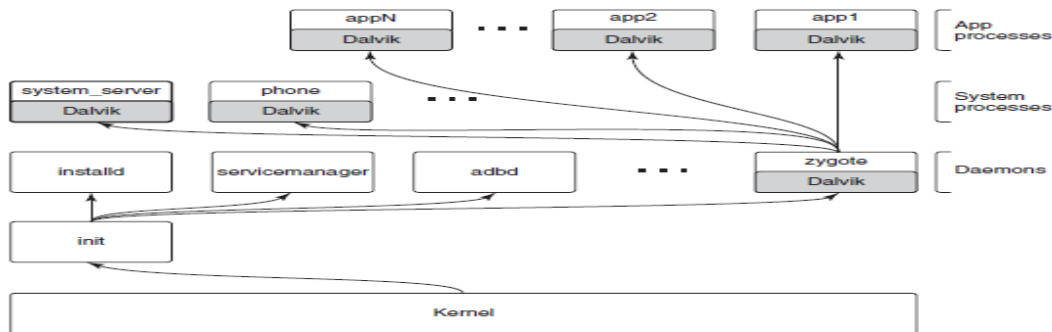 appN
app2
app1
App
processes
Dalvik
Dalvik
Dalvik
system_server
phone
System
processes
Dalvik
Dalvik
installd
servicemanager
adbd
zygote
Daemons
Dalvik
init
Kernel